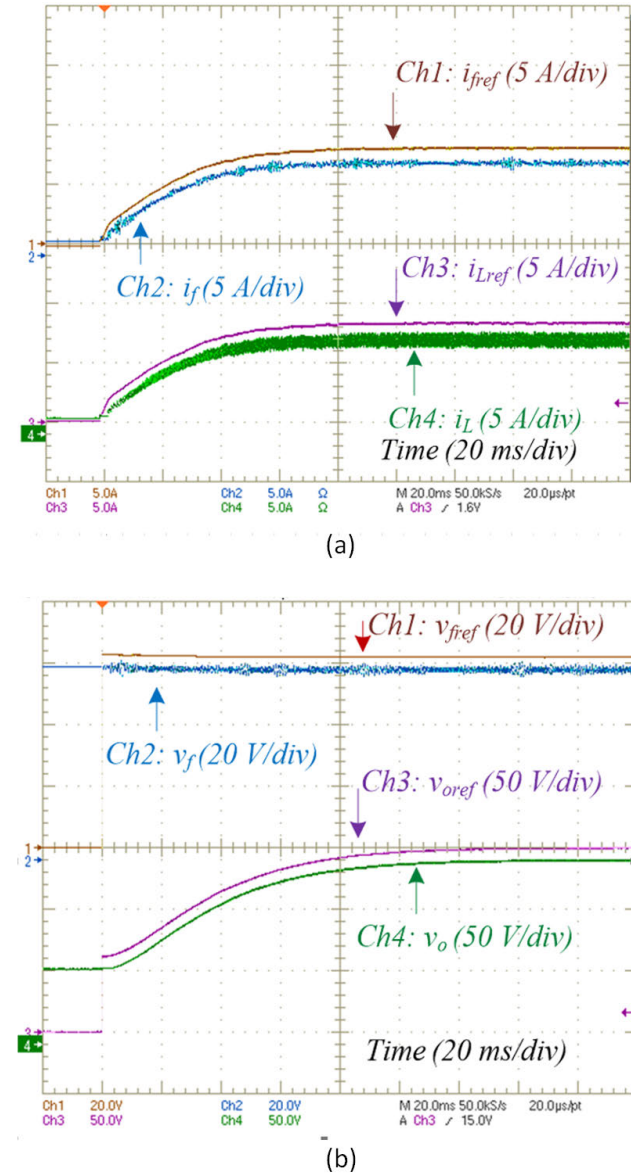 Ch1: ifref (5 A/div)
1
2
Ch2: if (5 A/div)
Ch3: iLref (5 A/div)
3
4
Ch4: iL (5 A/div)
Time (20 ms/div)
Ch1 5.0A Ch2 5.0A Ω M 20.0ms 50.0kS/s 20.0µs/pt
Ch3 5.0A Ch4 5.0A Ω A Ch3 / 1.6V
(a)
Ch1: vfref (20 V/div)
Ch2: vf (20 V/div)
Ch3: voref (50 V/div)
1
2
Ch4: vo (50 V/div)
3
4
Time (20 ms/div)
Ch1 20.0V Ch2 20.0V M 20.0ms 50.0kS/s 20.0µs/pt
Ch3 50.0V Ch4 50.0V A Ch3 / 15.0V
(b)